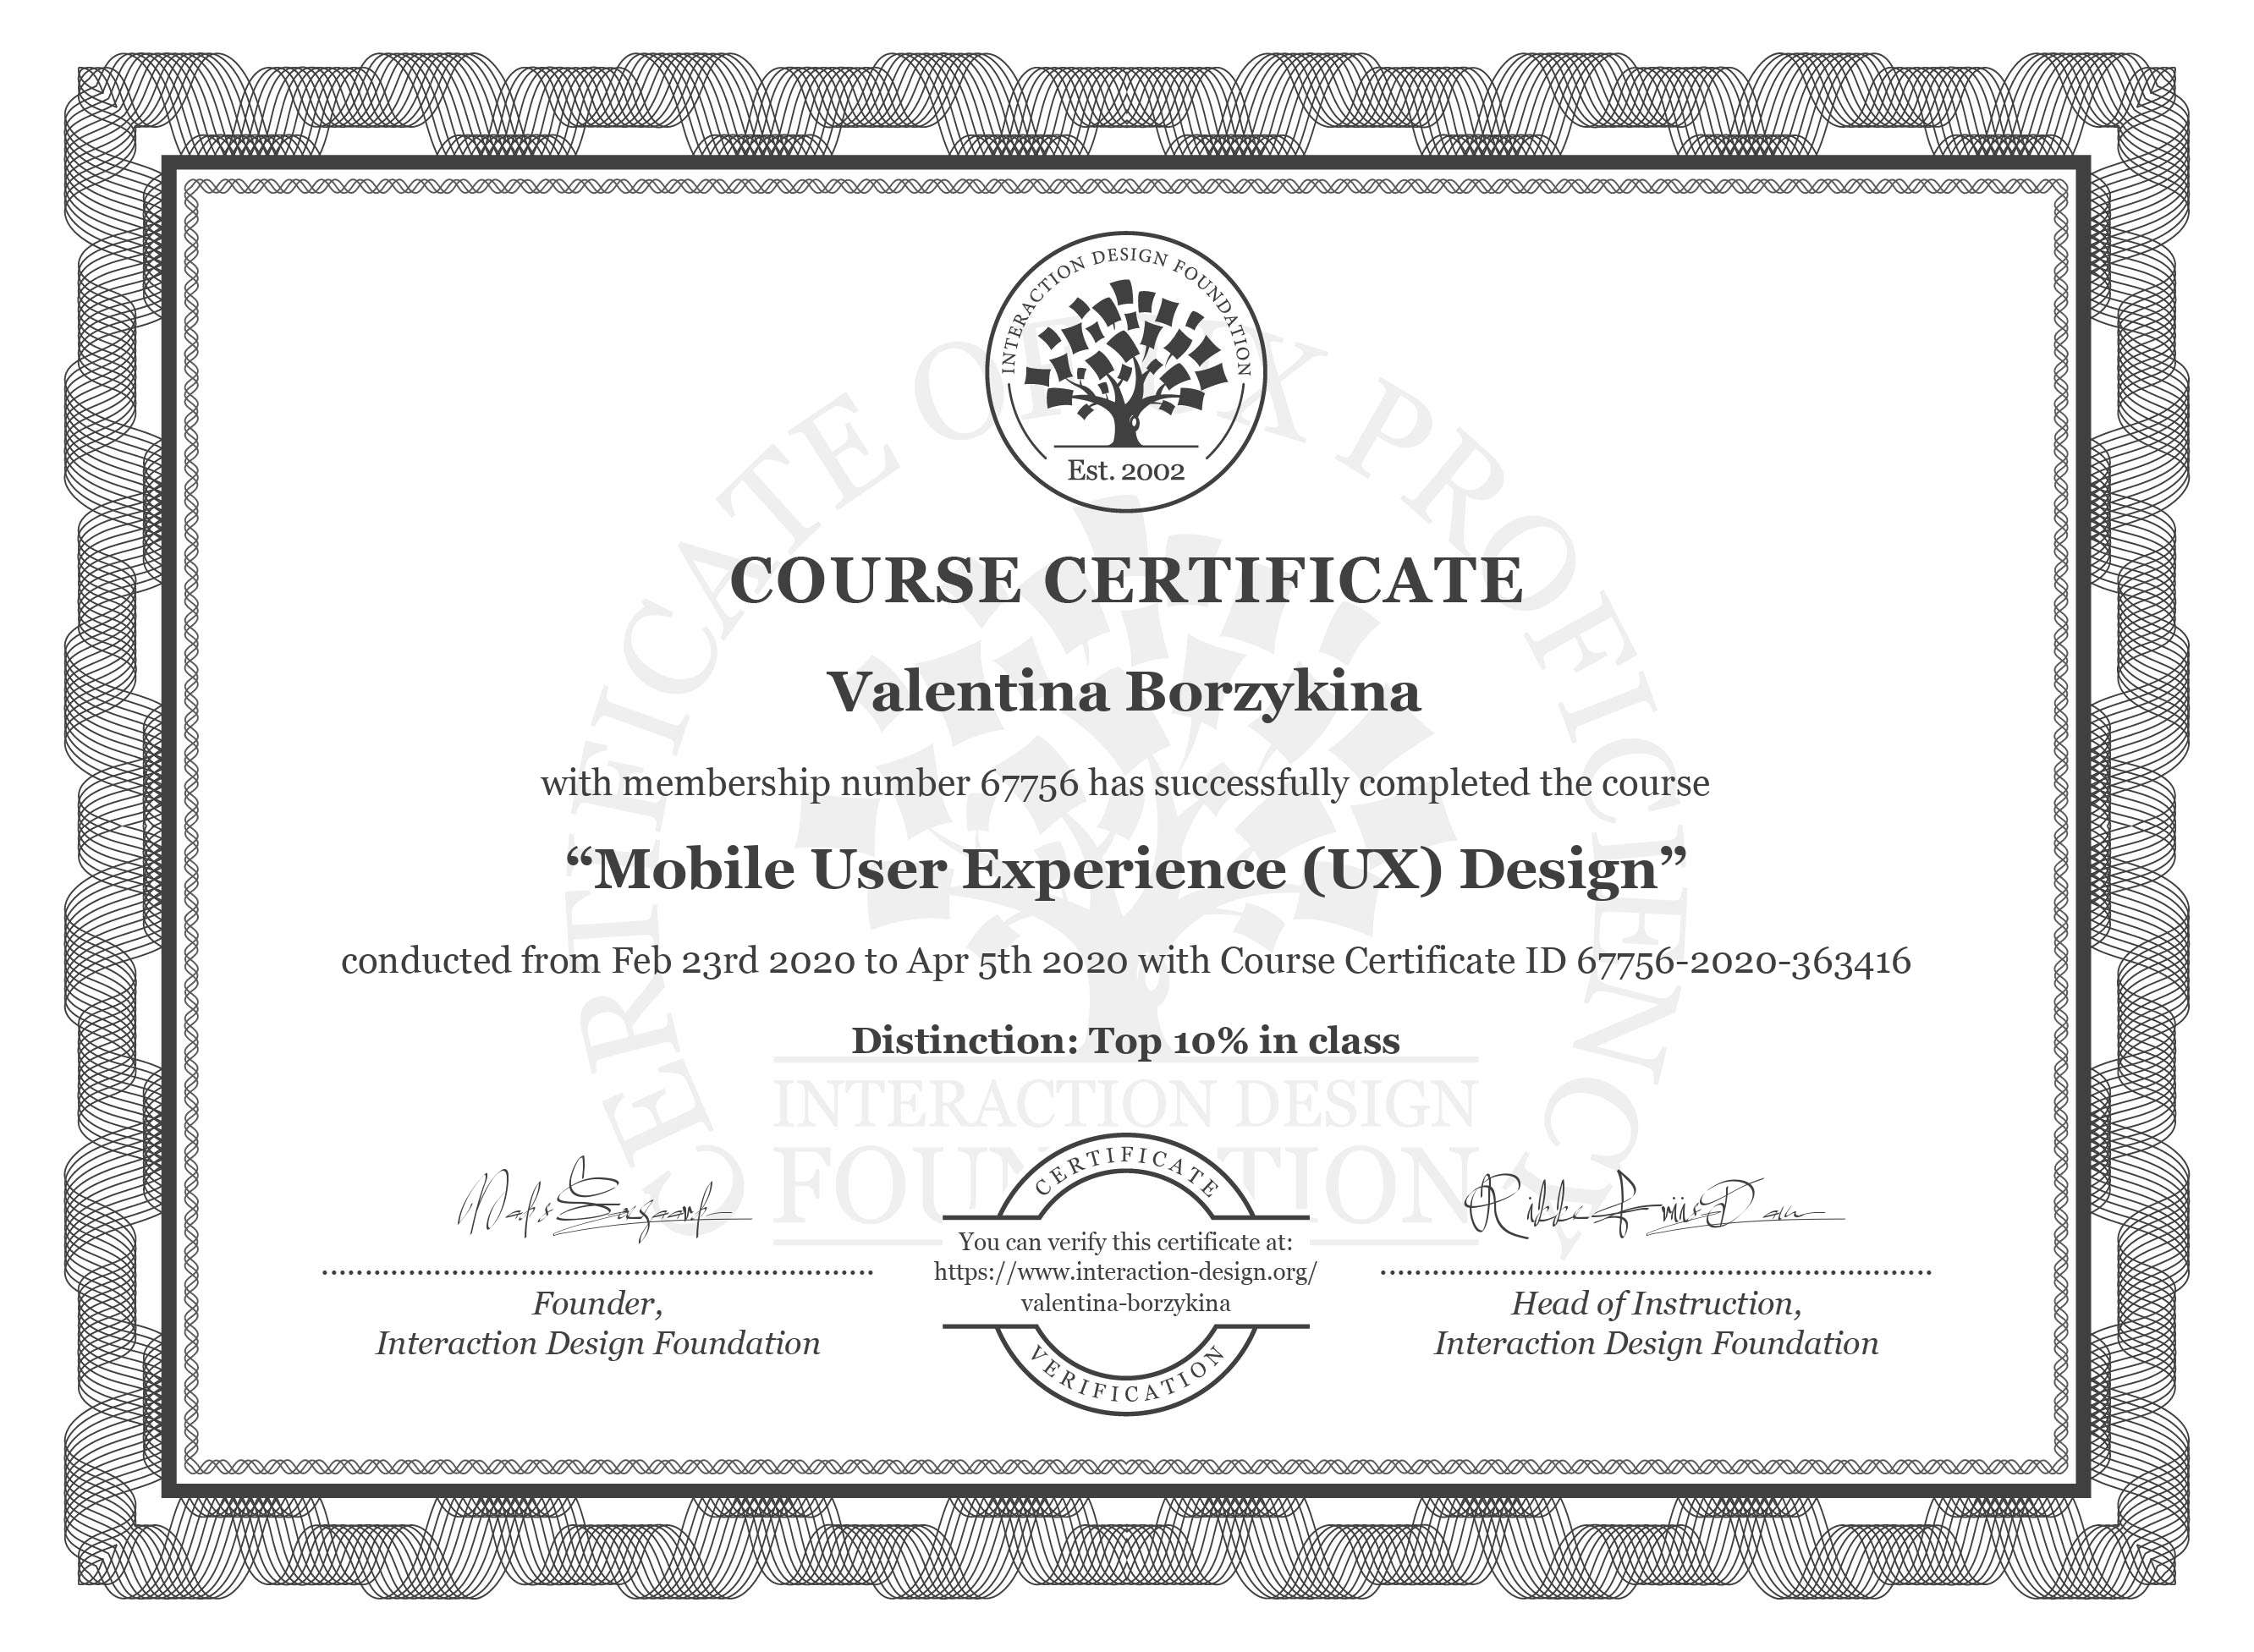 INTERACTION DESIGN FOUNDATION
Est. 2002
CERTIFICATE OF UX PROFICIENCY
COURSE CERTIFICATE
Valentina Borzykina
with membership number 67756 has successfully completed the course
“Mobile User Experience (UX) Design”
conducted from Feb 23rd 2020 to Apr 5th 2020 with Course Certificate ID 67756-2020-363416
Distinction: Top 10% in class
INTERACTION DESIGN
FOUNDATION
CERTIFICATE
You can verify this certificate at:
https://www.interaction-design.org/
valentina-borzykina
VERIFICATION
Founder,
Interaction Design Foundation
Head of Instruction,
Interaction Design Foundation